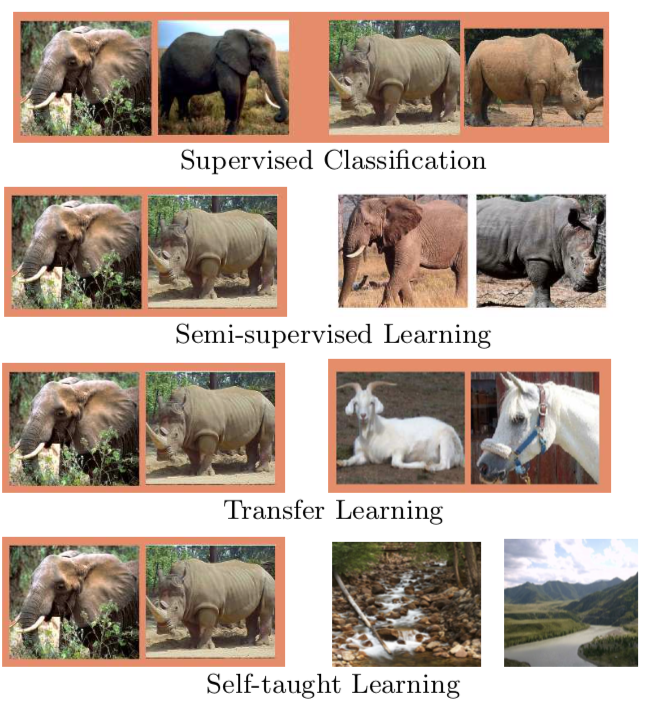 Supervised Classification
Semi-supervised Learning
Transfer Learning
Self-taught Learning